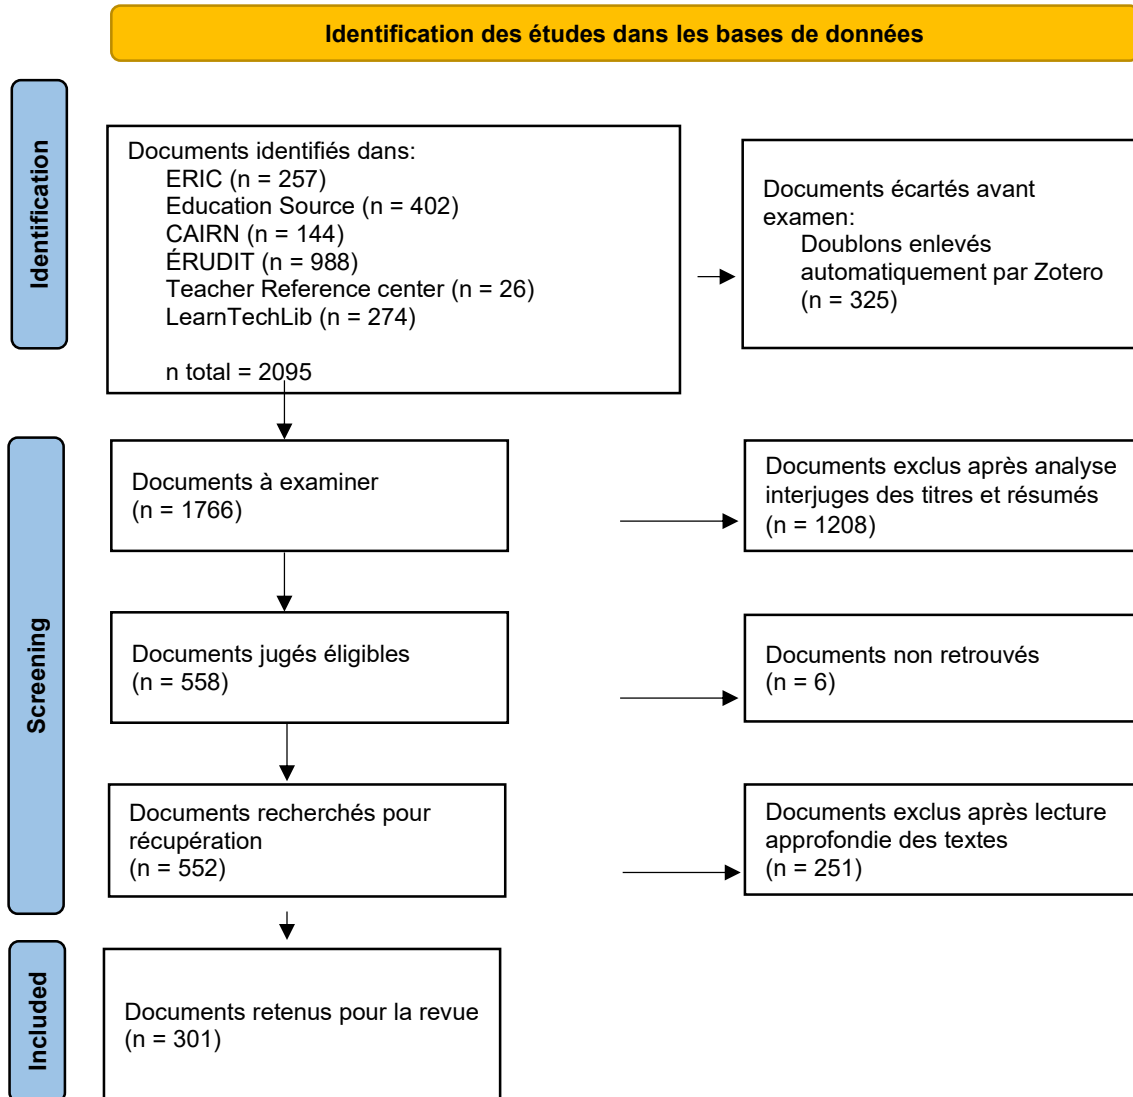 Identification des études dans les bases de données
Identification
Documents identifiés dans:
ERIC (n = 257)
Education Source (n = 402)
CAIRN (n = 144)
ÉRUDIT (n = 988)
Teacher Reference center (n = 26)
LearnTechLib (n = 274)
n total = 2095
Documents écartés avant
examen:
Doublons enlevés
automatiquement par Zotero
(n = 325)
Screening
Documents à examiner
(n = 1766)
Documents exclus après analyse
interjuges des titres et résumés
(n = 1208)
Documents jugés éligibles
(n = 558)
Documents non retrouvés
(n = 6)
Documents recherchés pour
récupération
(n = 552)
Documents exclus après lecture
approfondie des textes
(n = 251)
Included
Documents retenus pour la revue
(n = 301)